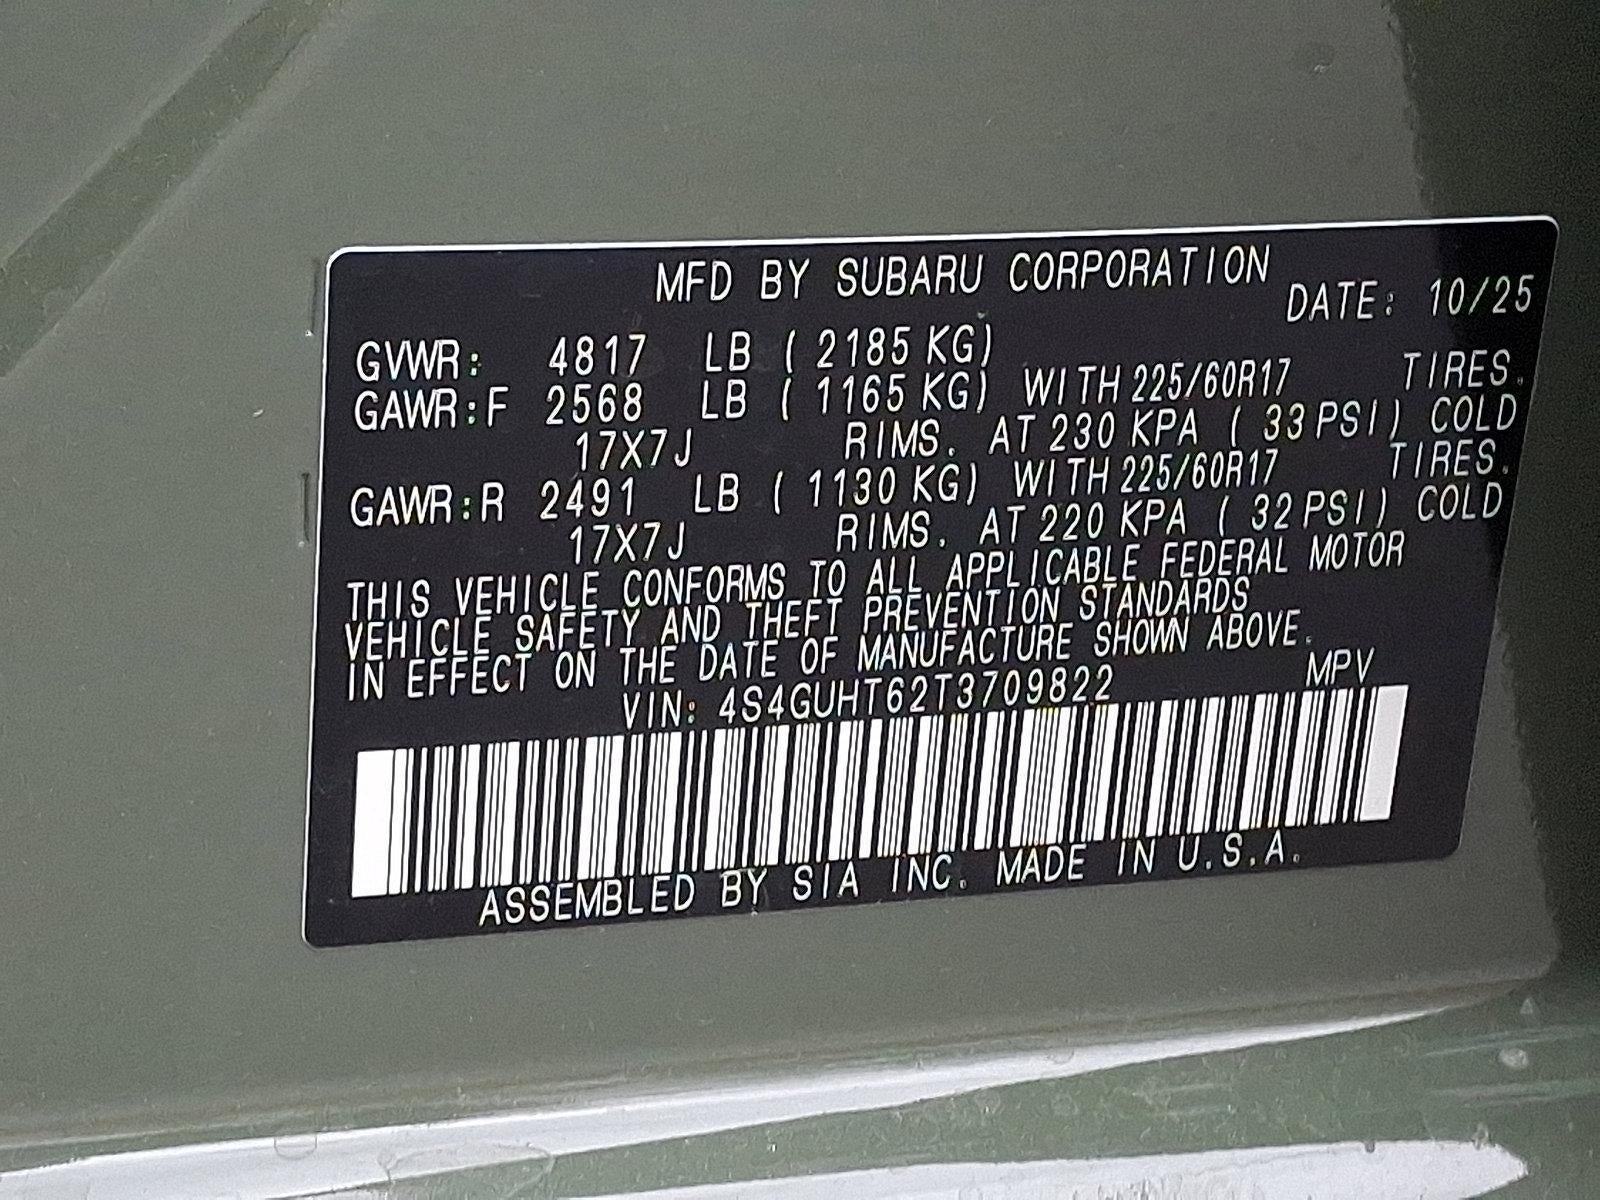 MFD BY SUBARU CORPORATION
DATE: 10/25
GVWR: 4817 LB ( 2185 KG)
GAWR:F 2568 LB ( 1165 KG) WITH 225/60R17 TIRES.
17X7J RIMS. AT 230 KPA ( 33 PSI) COLD
GAWR:R 2491 LB ( 1130 KG) WITH 225/60R17 TIRES.
17X7J RIMS. AT 220 KPA ( 32 PSI) COLD
THIS VEHICLE CONFORMS TO ALL APPLICABLE FEDERAL MOTOR
VEHICLE SAFETY AND THEFT PREVENTION STANDARDS
IN EFFECT ON THE DATE OF MANUFACTURE SHOWN ABOVE.
VIN: 4S4GUHT62T3709822 MPV
ASSEMBLED BY SIA INC. MADE IN U.S.A.